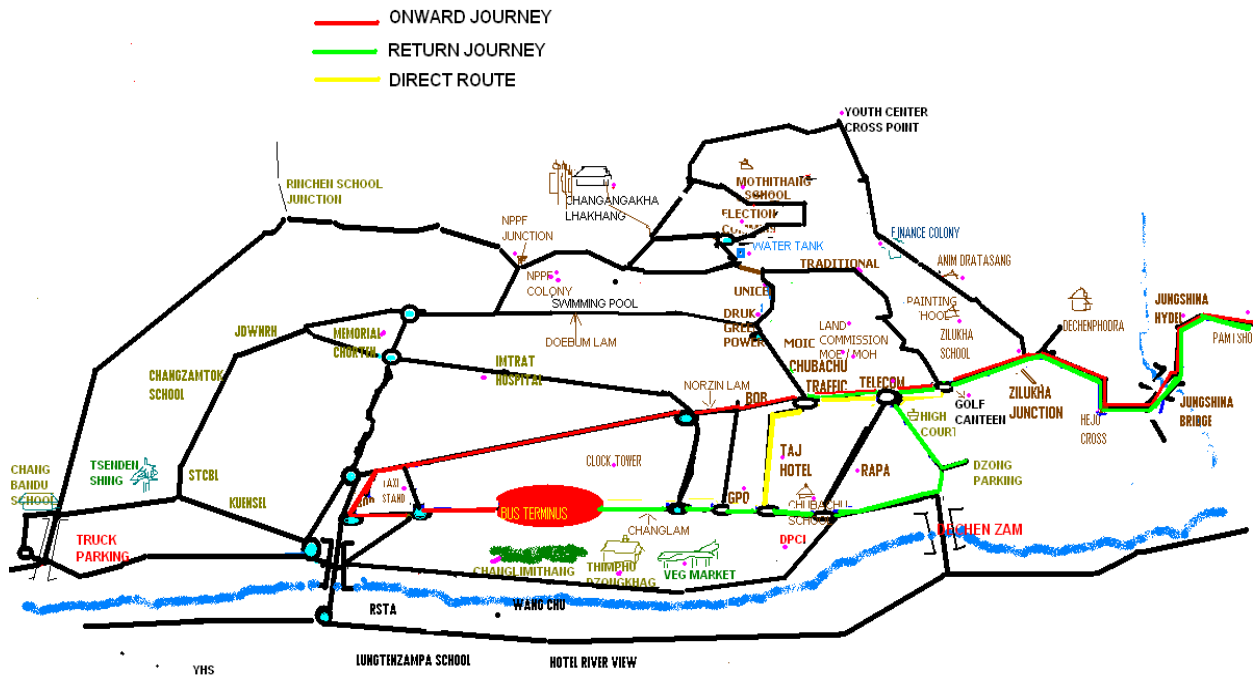 ONWARD JOURNEY
RETURN JOURNEY
DIRECT ROUTE
YOUTH CENTER
CROSS POINT
RINCHEN SCHOOL
JUNCTION
CHANGANGAKHA
LHAKHANG
MOTHITHANG
SCHOOL
ELECTION
NPPF
JUNCTION
WATER TANK
FINANCE COLONY
ANIM DRATASANG
TRADITIONAL
NPPF
COLONY
SWIMMING POOL
UNICE
PAINTING
ZILUKHA
SCHOOL
DECHENPHODRA
JUNGSHINA
HYDEL
PAMTSHO
JDWNRH
MEMORIAL
CHORTEN
DOEBUM LAM
DRUK
GREE
POWER
MOIC
LAND
COMMISSION
MOE / MOH
CHANGZAMTOK
SCHOOL
IMTRAT
HOSPITAL
CHUBACHU
TRAFFIC
TELECOM
NORZIN LAM
BOB
GOLF
CANTEEN
ZILUKHA
JUNCTION
HEJO
CROSS
JUNGSHINA
BRIDGE
HIGH
COURT
CHANG
BANDU
SCHOOL
TSENDEN
SHING
STCBL
KUENSEL
TAXI
STAND
CLOCK TOWER
TAJ
HOTEL
RAPA
DZONG
PARKING
BUS TERMINUS
GPO
CHUBACHU
SCHOOL
CHANGLAM
TRUCK
PARKING
CHANGLIMITHANG
THIMPHU
DZONGKHAG
VEG MARKET
DPCI
DECHEN ZAM
RSTA
WANG CHU
YHS
LUNGTENZAMPA SCHOOL
HOTEL RIVER VIEW